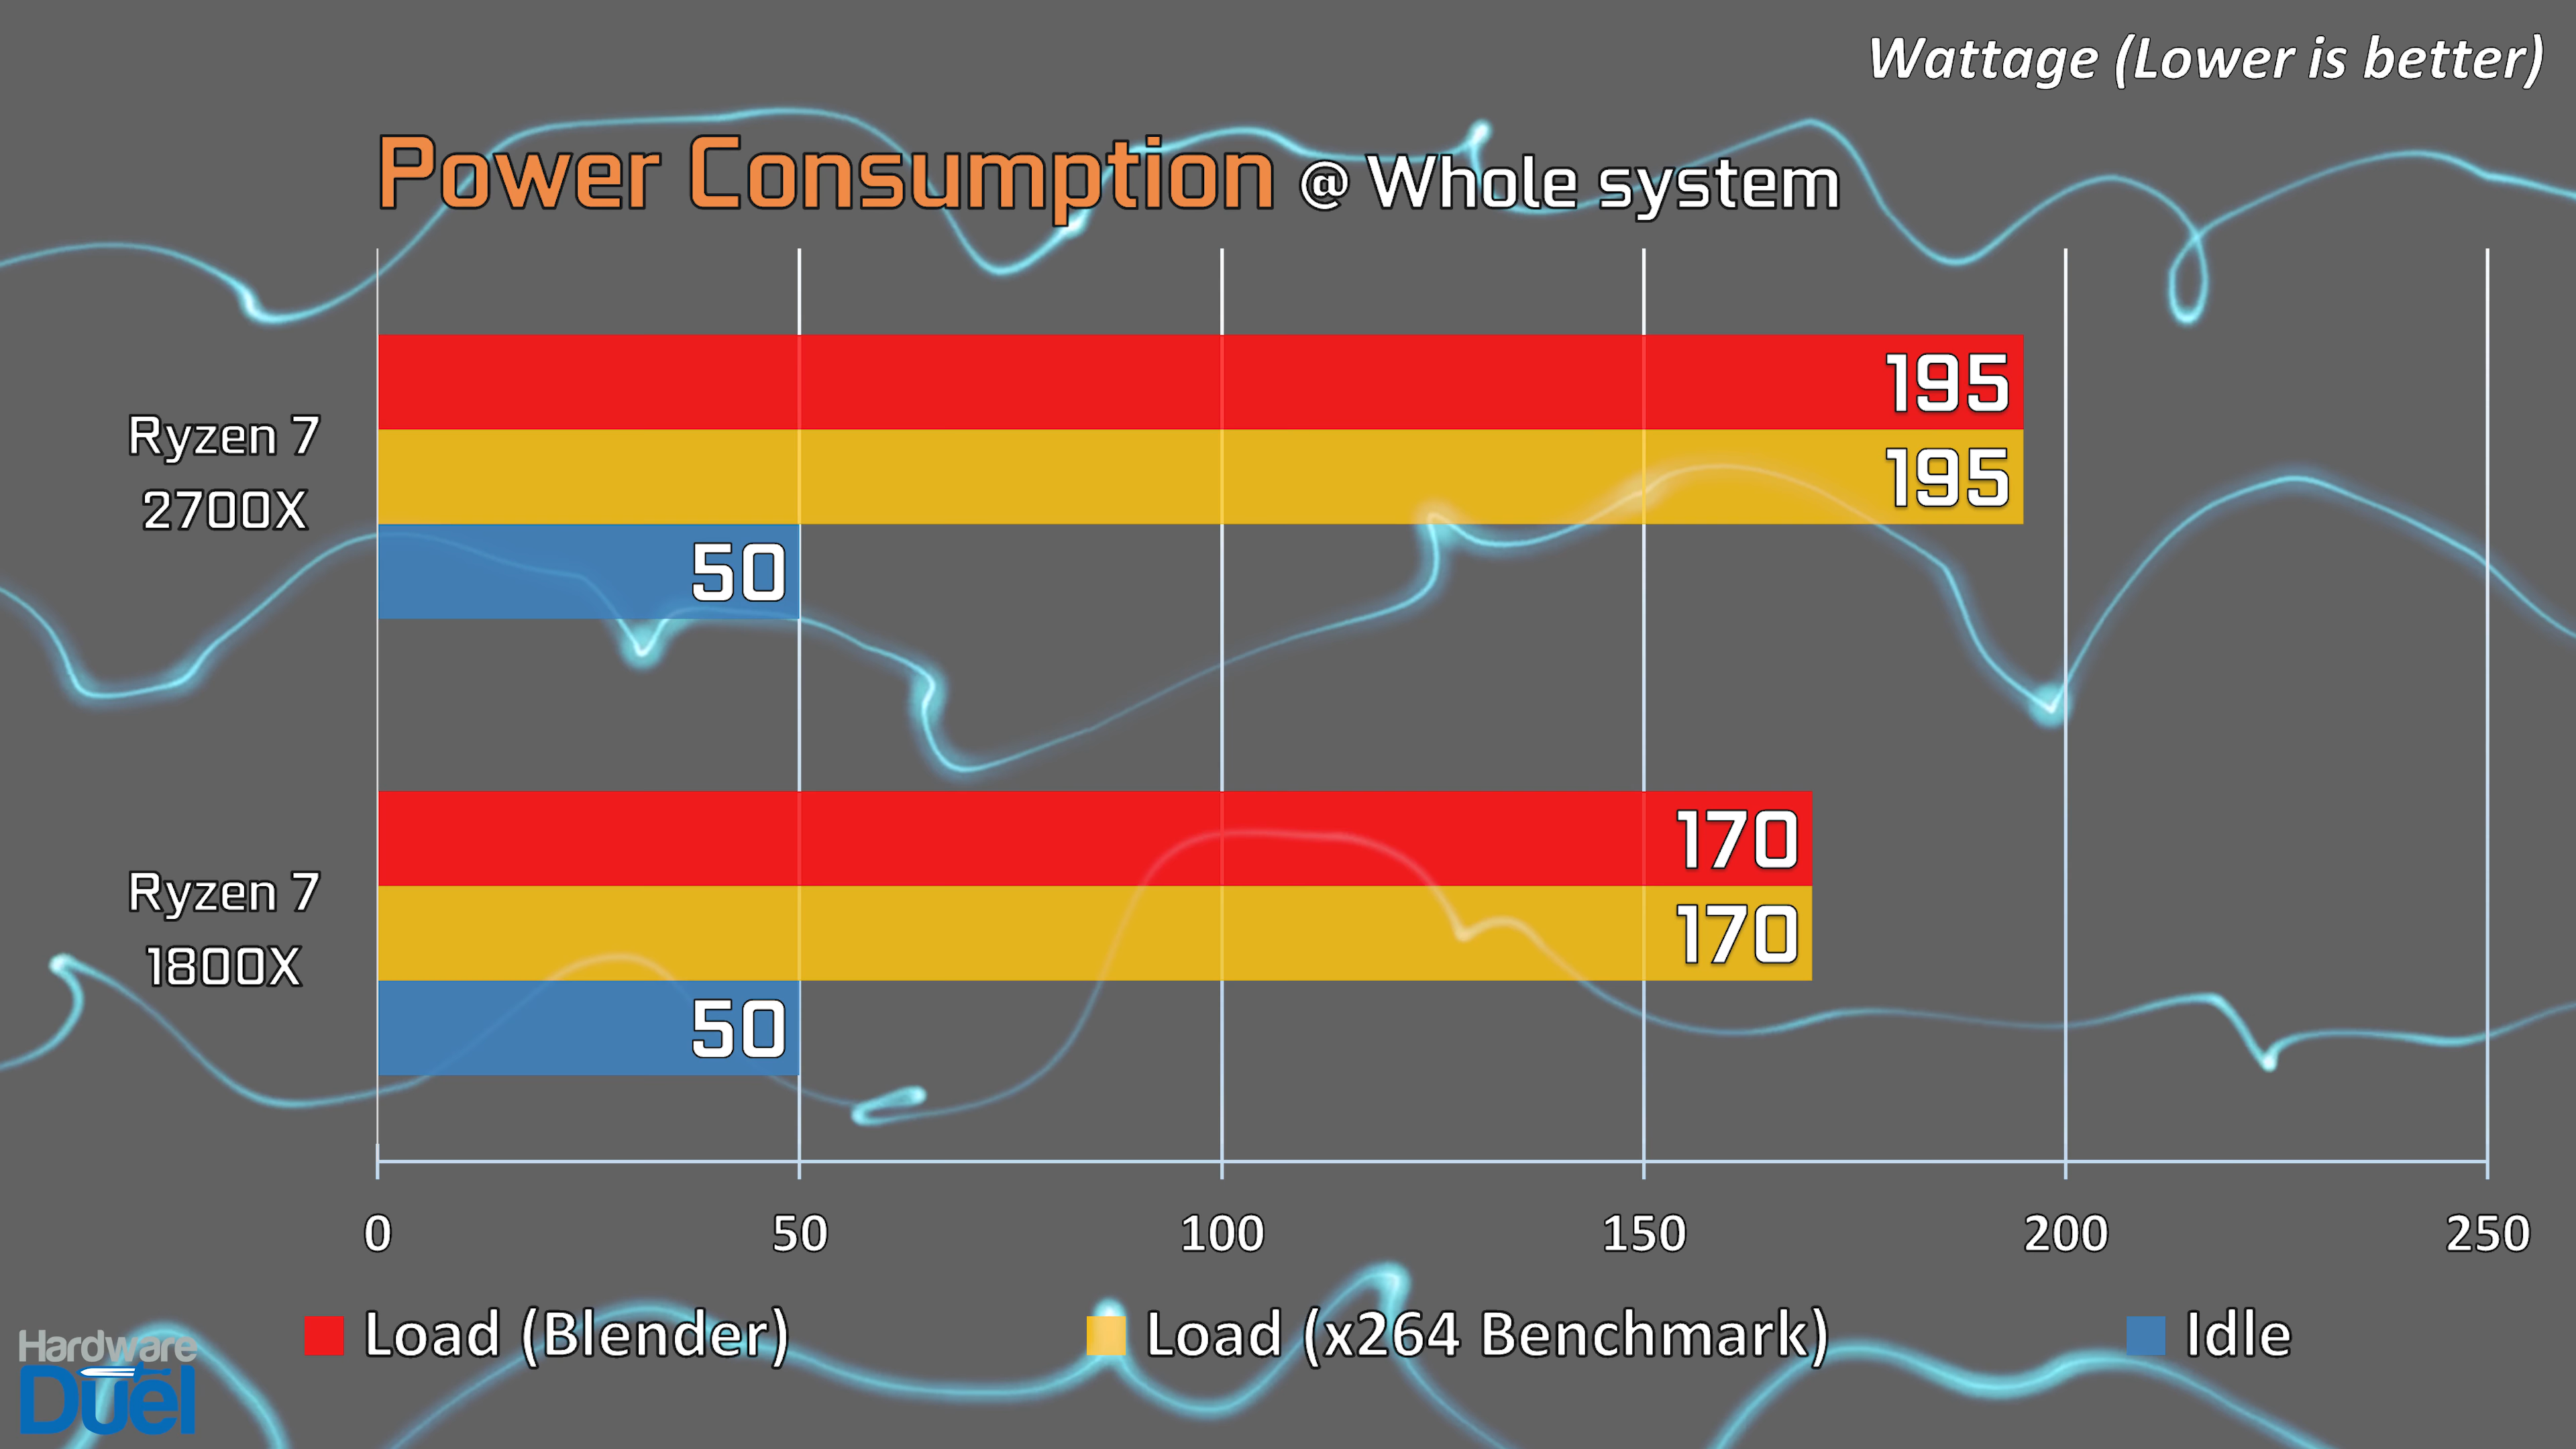 Wattage (Lower is better)
Power Consumption @ Whole system
Ryzen 7
2700X
195
195
50
Ryzen 7
1800X
170
170
50
0 50 100 150 200 250
Load (Blender) Load (x264 Benchmark) Idle
Hardware
Duel